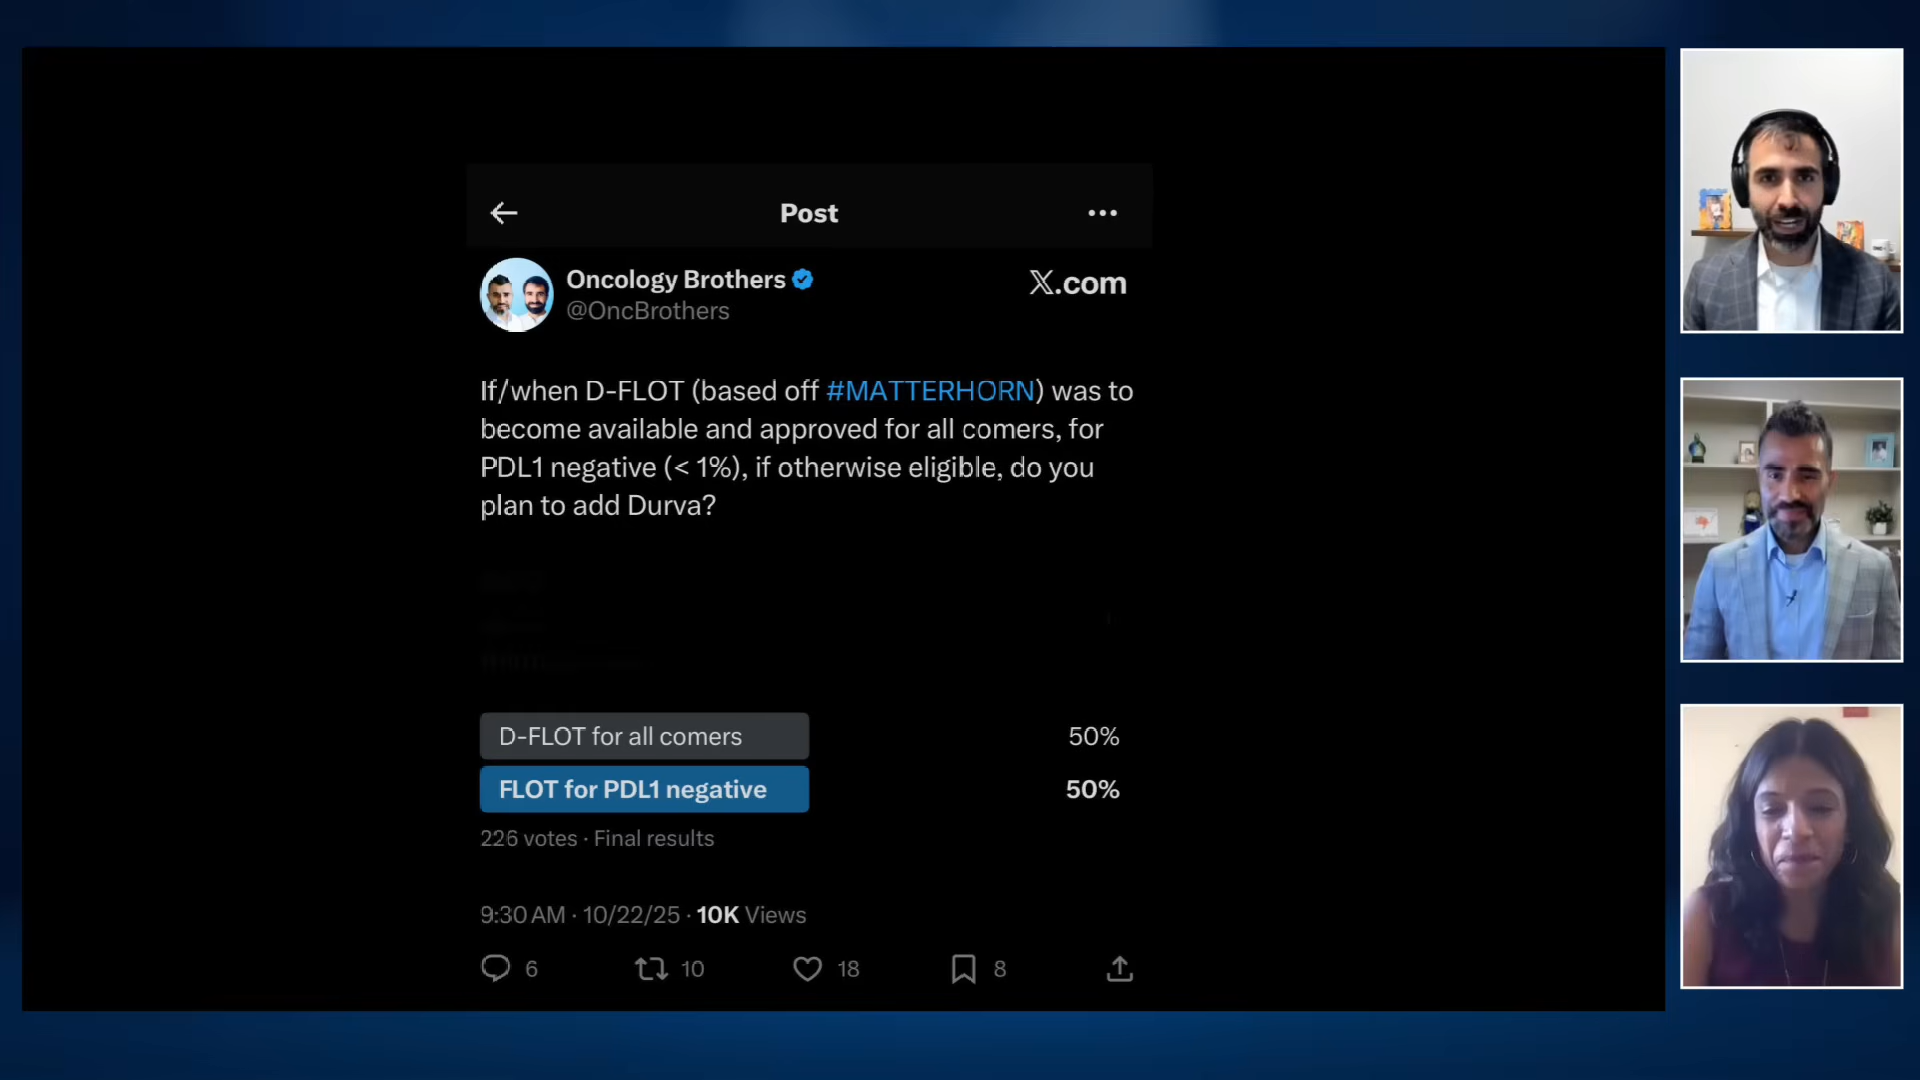 Post
Oncology Brothers
X.com
@OncBrothers
If/when D-FLOT (based off #MATTERHORN) was to
become available and approved for all comers, for
PDL1 negative (< 1%), if otherwise eligible, do you
plan to add Durva?
D-FLOT for all comers 50%
FLOT for PDL1 negative 50%
226 votes · Final results
9:30 AM · 10/22/25 · 10K Views
6 10 18 8